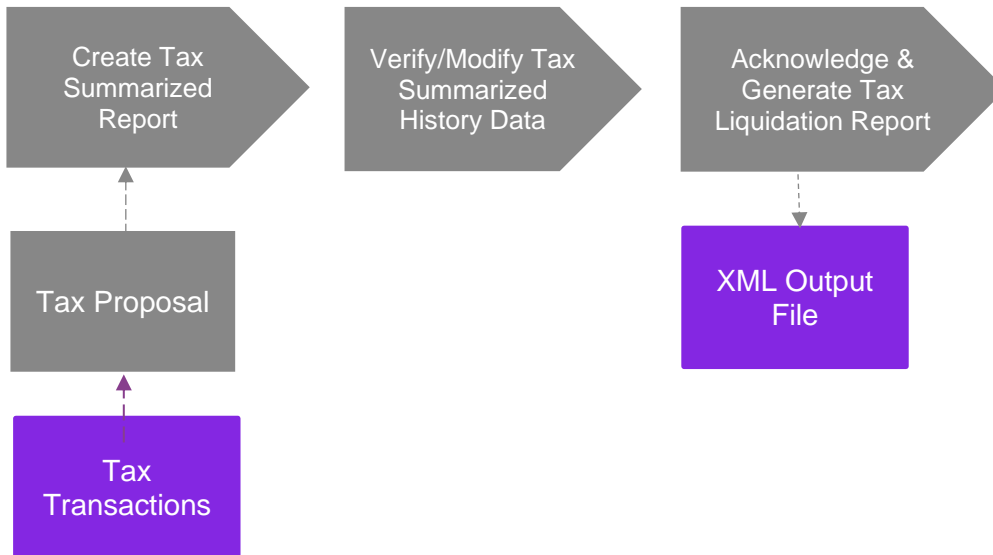 Create Tax
Summarized
Report
Verify/Modify Tax
Summarized
History Data
Acknowledge &
Generate Tax
Liquidation Report
Tax Proposal
XML Output
File
Tax
Transactions